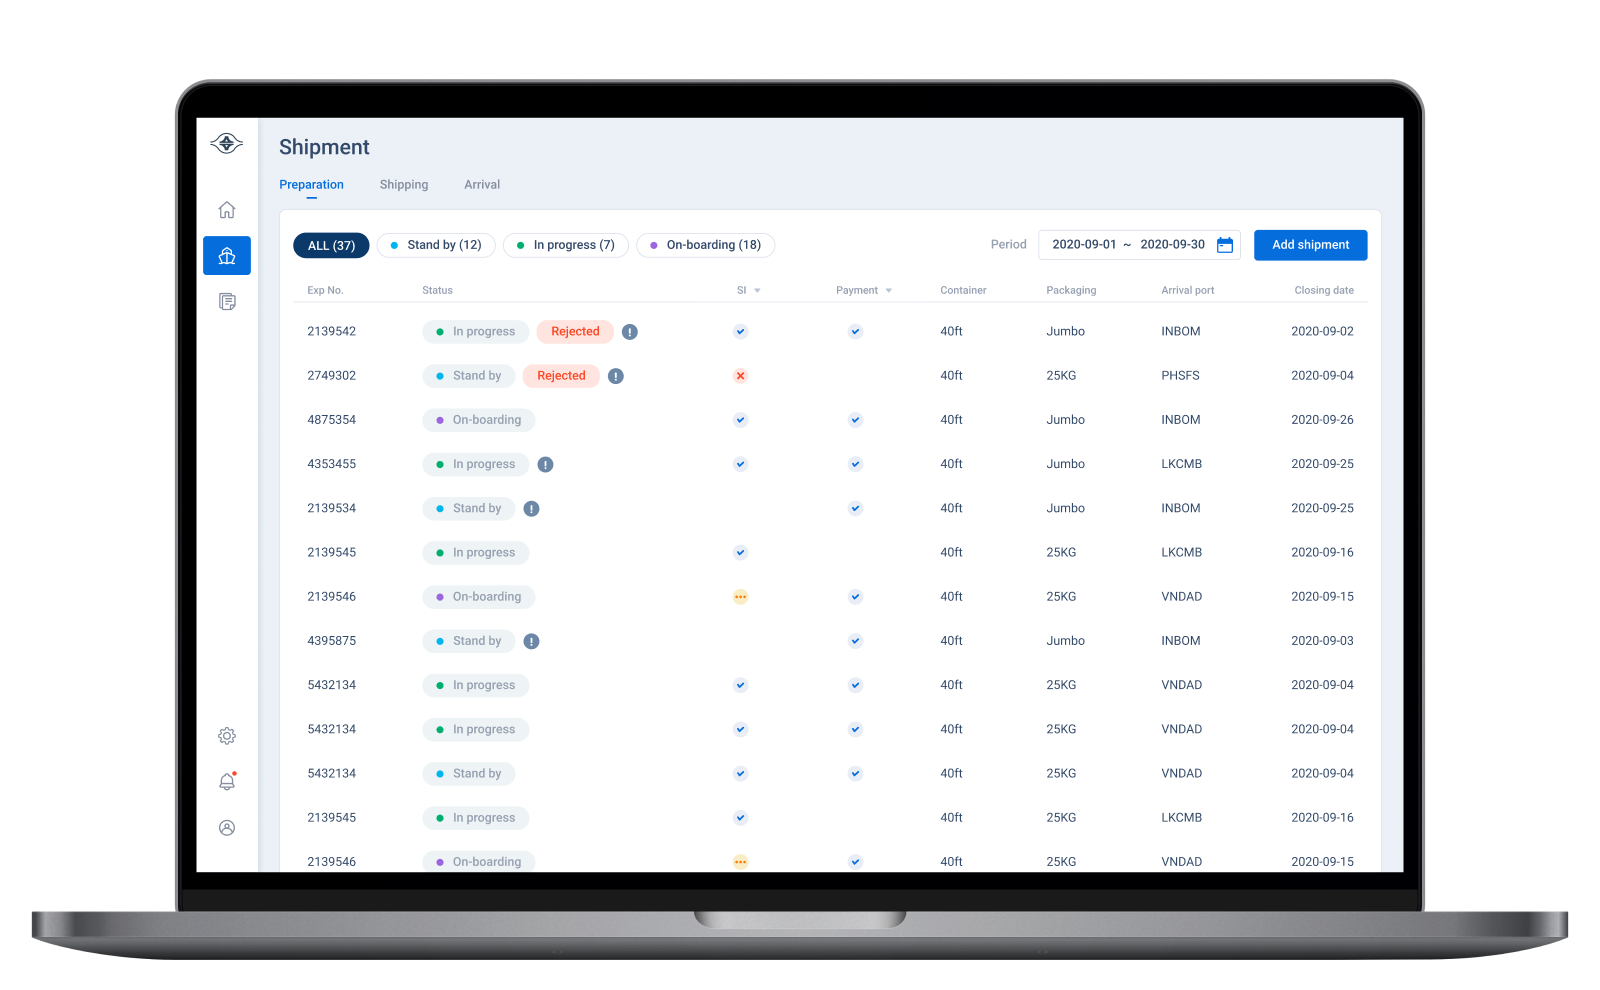 Shipment
Preparation Shipping Arrival
ALL (37) Stand by (12) In progress (7) On-boarding (18) Period 2020-09-01 ~ 2020-09-30 Add shipment
Exp No. Status SI Payment Container Packaging Arrival port Closing date
2139542 In progress Rejected ! 40ft Jumbo INBOM 2020-09-02
2749302 Stand by Rejected ! 40ft 25KG PHSFS 2020-09-04
4875354 On-boarding 40ft Jumbo INBOM 2020-09-26
4353455 In progress ! 40ft Jumbo LKCMB 2020-09-25
2139534 Stand by ! 40ft Jumbo INBOM 2020-09-25
2139545 In progress 40ft 25KG LKCMB 2020-09-16
2139546 On-boarding 40ft 25KG VNDAD 2020-09-15
4395875 Stand by ! 40ft Jumbo INBOM 2020-09-03
5432134 In progress 40ft 25KG VNDAD 2020-09-04
5432134 In progress 40ft 25KG VNDAD 2020-09-04
5432134 Stand by 40ft 25KG VNDAD 2020-09-04
2139545 In progress 40ft 25KG LKCMB 2020-09-16
2139546 On-boarding 40ft 25KG VNDAD 2020-09-15